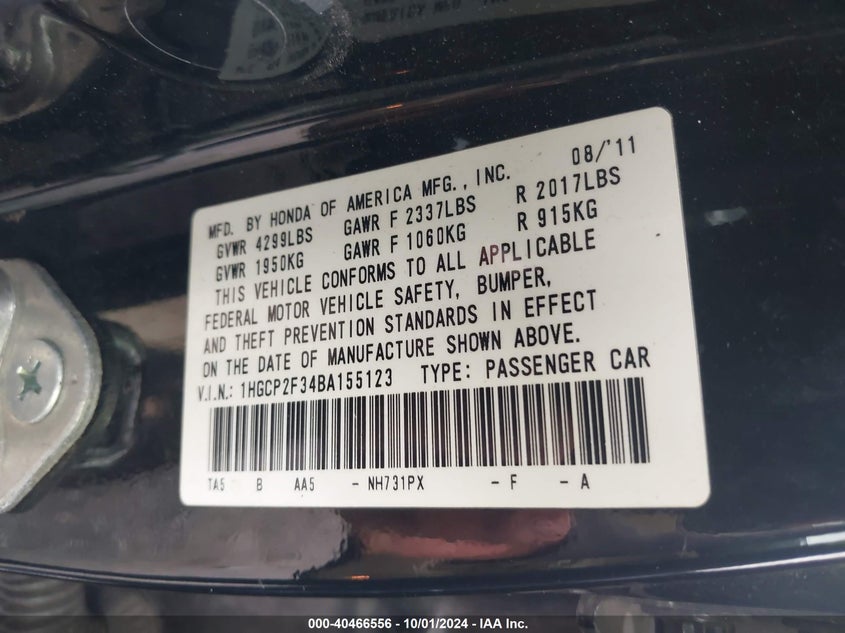 MFD. BY HONDA OF AMERICA MFG., INC. 08/'11
GVWR 4299LBS GAWR F 2337LBS R 2017LBS
GVWR 1950KG GAWR F 1060KG R 915KG
THIS VEHICLE CONFORMS TO ALL APPLICABLE
FEDERAL MOTOR VEHICLE SAFETY, BUMPER,
AND THEFT PREVENTION STANDARDS IN EFFECT
ON THE DATE OF MANUFACTURE SHOWN ABOVE.
V.I.N.: 1HGCP2F34BA155123 TYPE: PASSENGER CAR
TA5 B AA5 - NH731PX - F - A
000-40466556 - 10/01/2024 - IAA Inc.